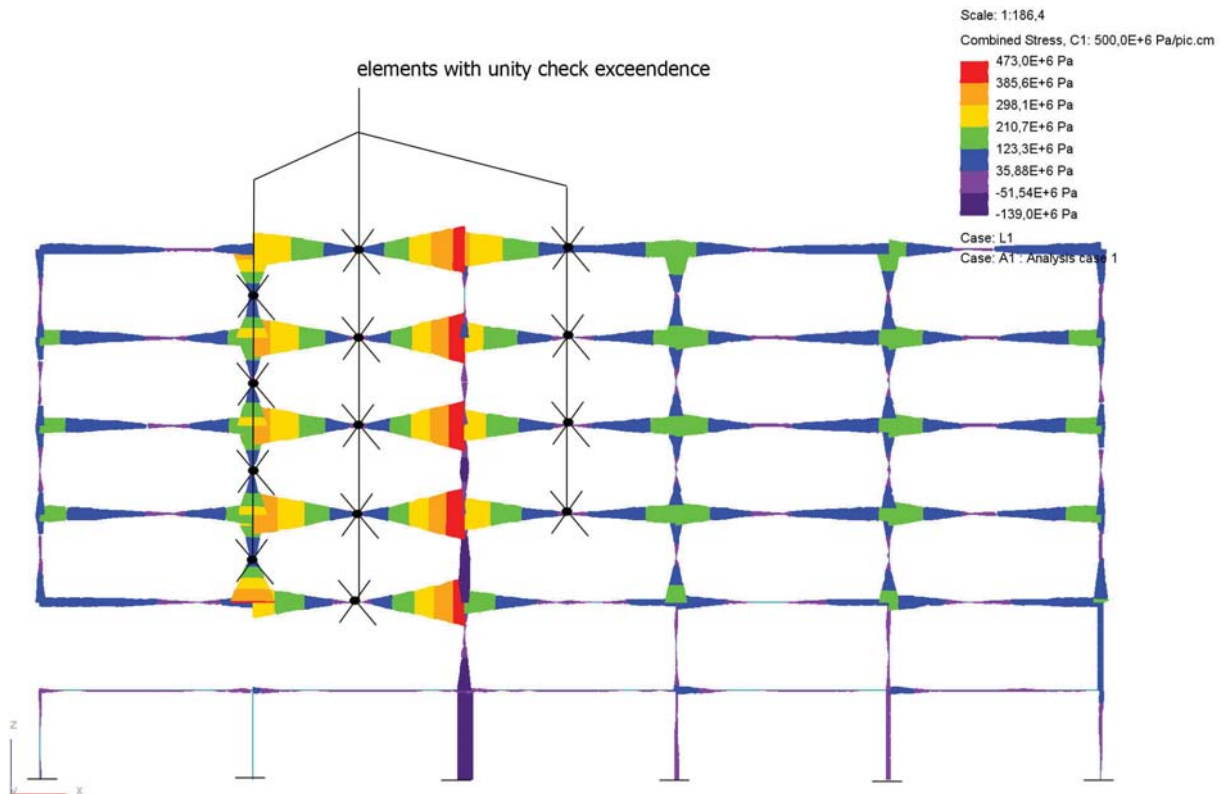 Scale: 1:186,4
Combined Stress, C1: 500,0E+6 Pa/pic.cm
473,0E+6 Pa
385,6E+6 Pa
298,1E+6 Pa
210,7E+6 Pa
123,3E+6 Pa
35,88E+6 Pa
-51,54E+6 Pa
-139,0E+6 Pa
Case: L1
Case: A1 : Analysis case 1
elements with unity check exceendence
z
x